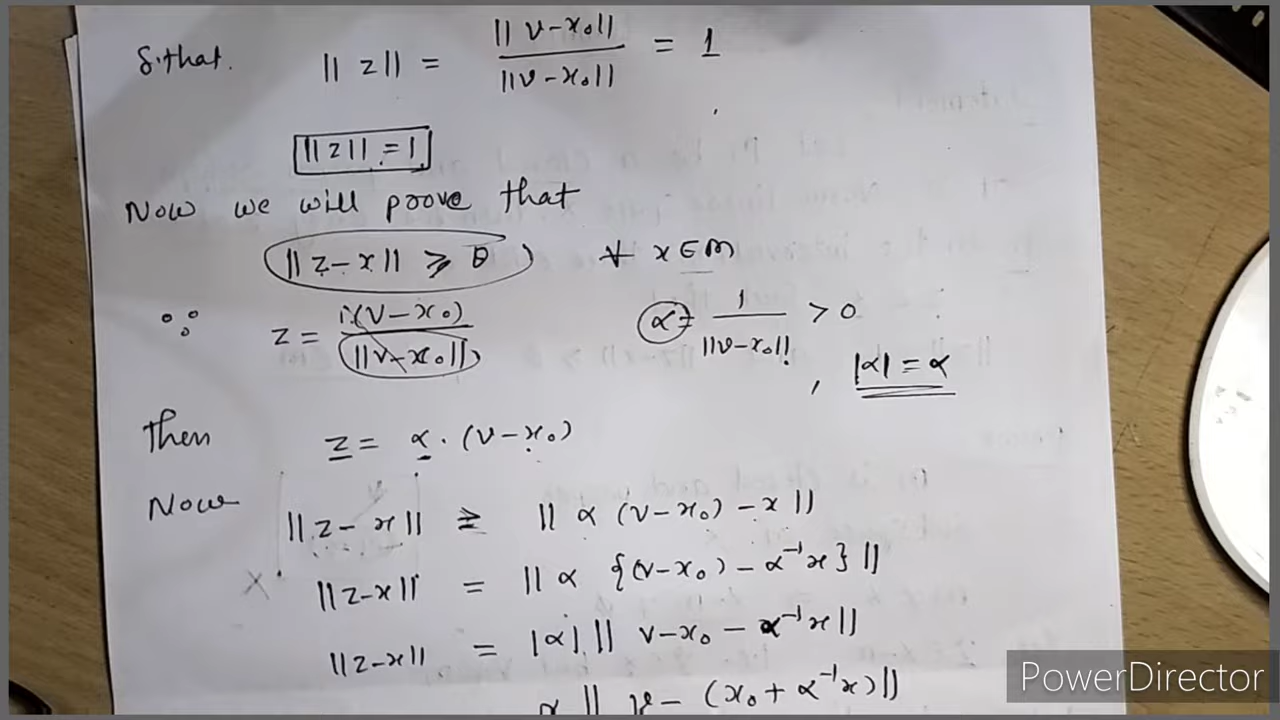 S.that. || z || = || v - x₀ || / || v - x₀ || = 1
|| z || = 1
Now we will proove that
|| z - x || ⩾ θ ∀ x ∈ M
∵ z = 1.(v - x₀) / || v - x₀ || α = 1 / || v - x₀ || > 0
, |α| = α
Then z = α . (v - x₀)
Now || z - x || = || α (v - x₀) - x ||
|| z - x || = || α {(v - x₀) - α⁻¹x} ||
|| z - x || = |α| || v - x₀ - α⁻¹x ||
α || v - (x₀ + α⁻¹x) ||
PowerDirector